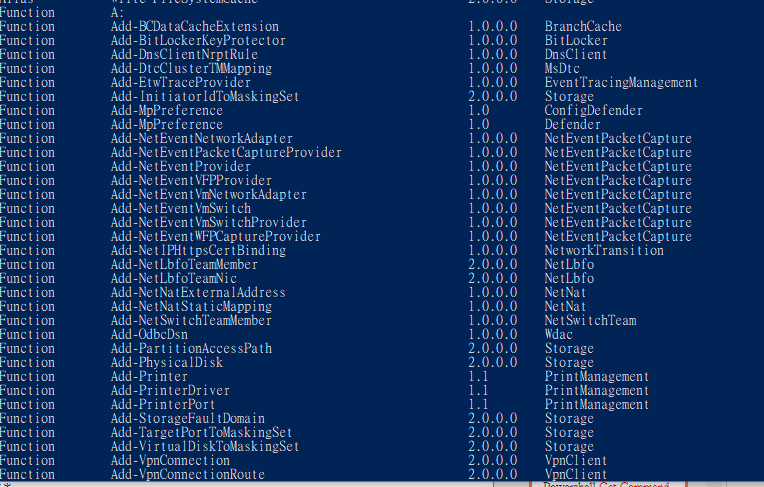 Alias Write-FileSystemCache 2.0.0.0 Storage
Function A:
Function Add-BCDataCacheExtension 1.0.0.0 BranchCache
Function Add-BitLockerKeyProtector 1.0.0.0 BitLocker
Function Add-DnsClientNrptRule 1.0.0.0 DnsClient
Function Add-DtcClusterTMMapping 1.0.0.0 MsDtc
Function Add-EtwTraceProvider 1.0.0.0 EventTracingManagement
Function Add-InitiatorIdToMaskingSet 2.0.0.0 Storage
Function Add-MpPreference 1.0 ConfigDefender
Function Add-MpPreference 1.0 Defender
Function Add-NetEventNetworkAdapter 1.0.0.0 NetEventPacketCapture
Function Add-NetEventPacketCaptureProvider 1.0.0.0 NetEventPacketCapture
Function Add-NetEventProvider 1.0.0.0 NetEventPacketCapture
Function Add-NetEventVFPProvider 1.0.0.0 NetEventPacketCapture
Function Add-NetEventVmNetworkAdapter 1.0.0.0 NetEventPacketCapture
Function Add-NetEventVmSwitch 1.0.0.0 NetEventPacketCapture
Function Add-NetEventVmSwitchProvider 1.0.0.0 NetEventPacketCapture
Function Add-NetEventWFPCaptureProvider 1.0.0.0 NetEventPacketCapture
Function Add-NetIPHttpsCertBinding 1.0.0.0 NetworkTransition
Function Add-NetLbfoTeamMember 2.0.0.0 NetLbfo
Function Add-NetLbfoTeamNic 2.0.0.0 NetLbfo
Function Add-NetNatExternalAddress 1.0.0.0 NetNat
Function Add-NetNatStaticMapping 1.0.0.0 NetNat
Function Add-NetSwitchTeamMember 1.0.0.0 NetSwitchTeam
Function Add-OdbcDsn 1.0.0.0 Wdac
Function Add-PartitionAccessPath 2.0.0.0 Storage
Function Add-PhysicalDisk 2.0.0.0 Storage
Function Add-Printer 1.1 PrintManagement
Function Add-PrinterDriver 1.1 PrintManagement
Function Add-PrinterPort 1.1 PrintManagement
Function Add-StorageFaultDomain 2.0.0.0 Storage
Function Add-TargetPortToMaskingSet 2.0.0.0 Storage
Function Add-VirtualDiskToMaskingSet 2.0.0.0 Storage
Function Add-VpnConnection 2.0.0.0 VpnClient
Function Add-VpnConnectionRoute 2.0.0.0 VpnClient
Powershell Get-Command